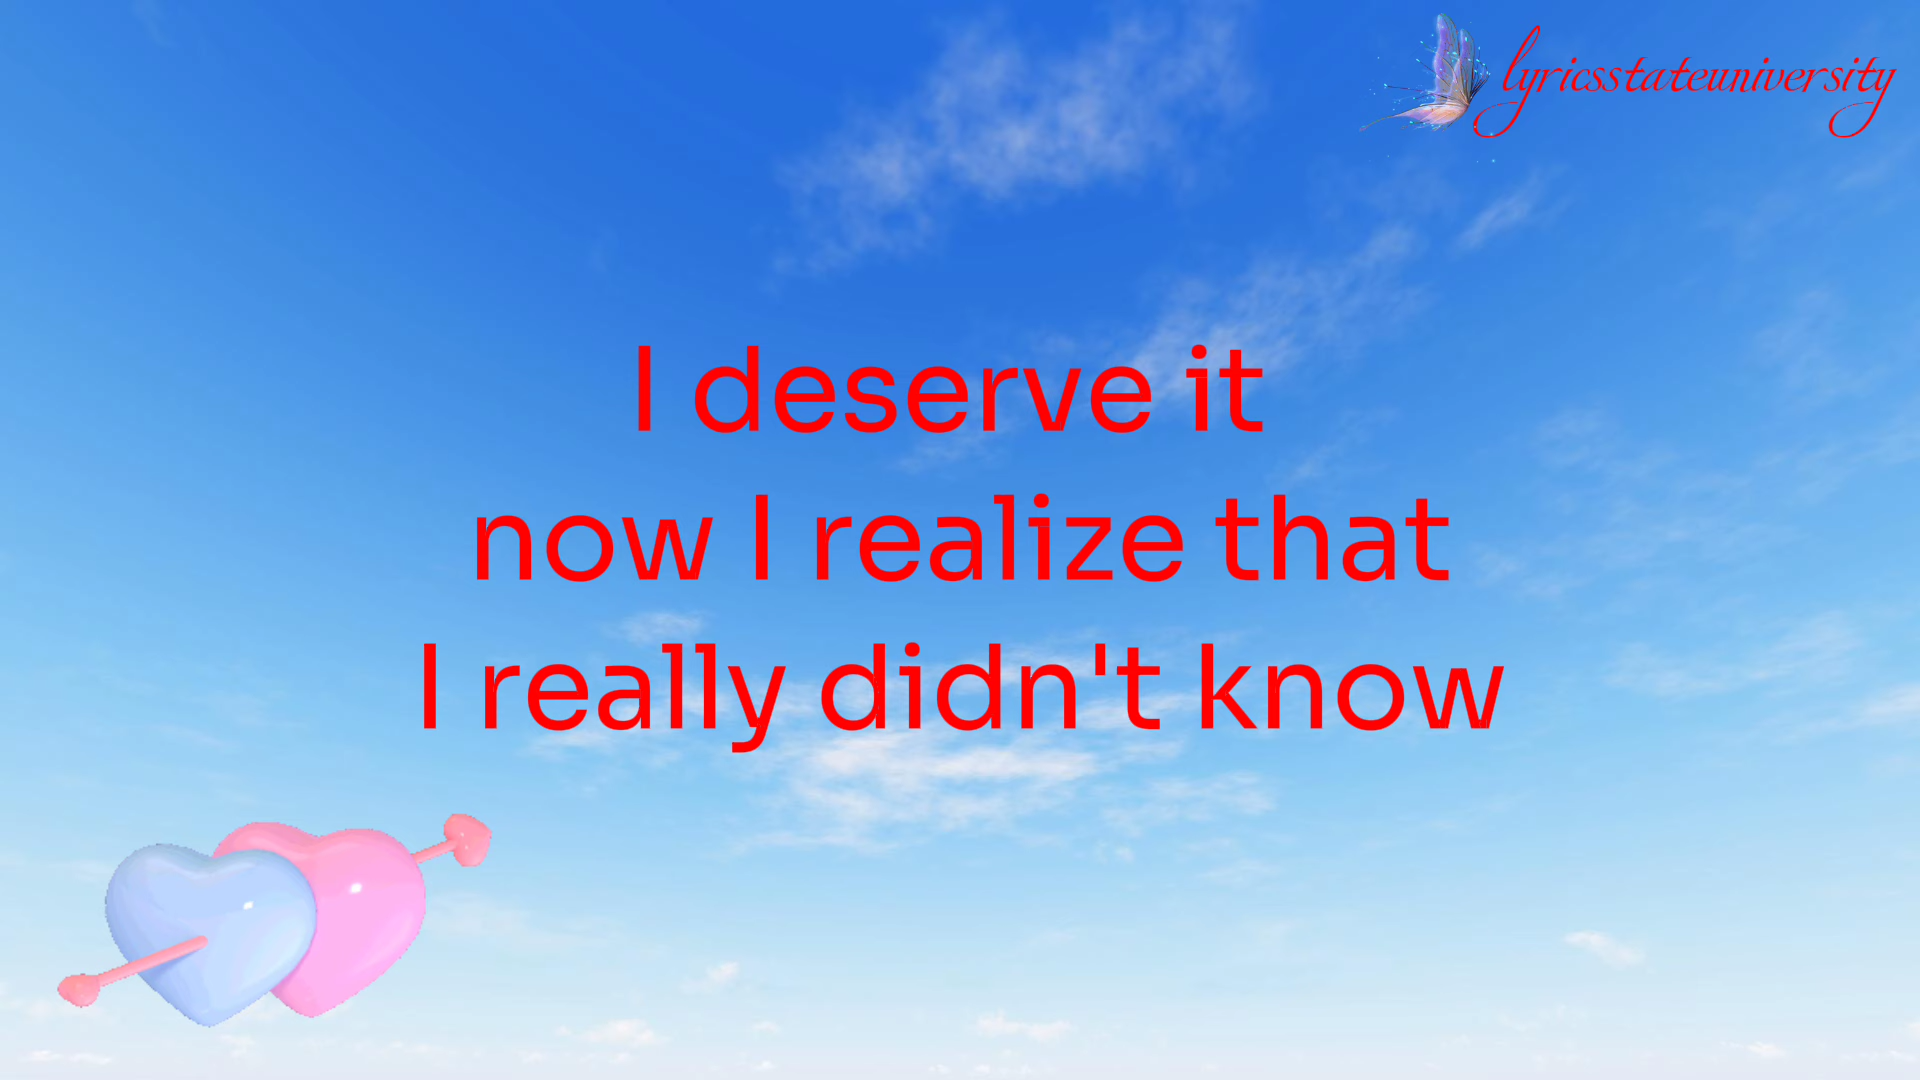 lyricsstateuniversity
I deserve it
now I realize that
I really didn't know